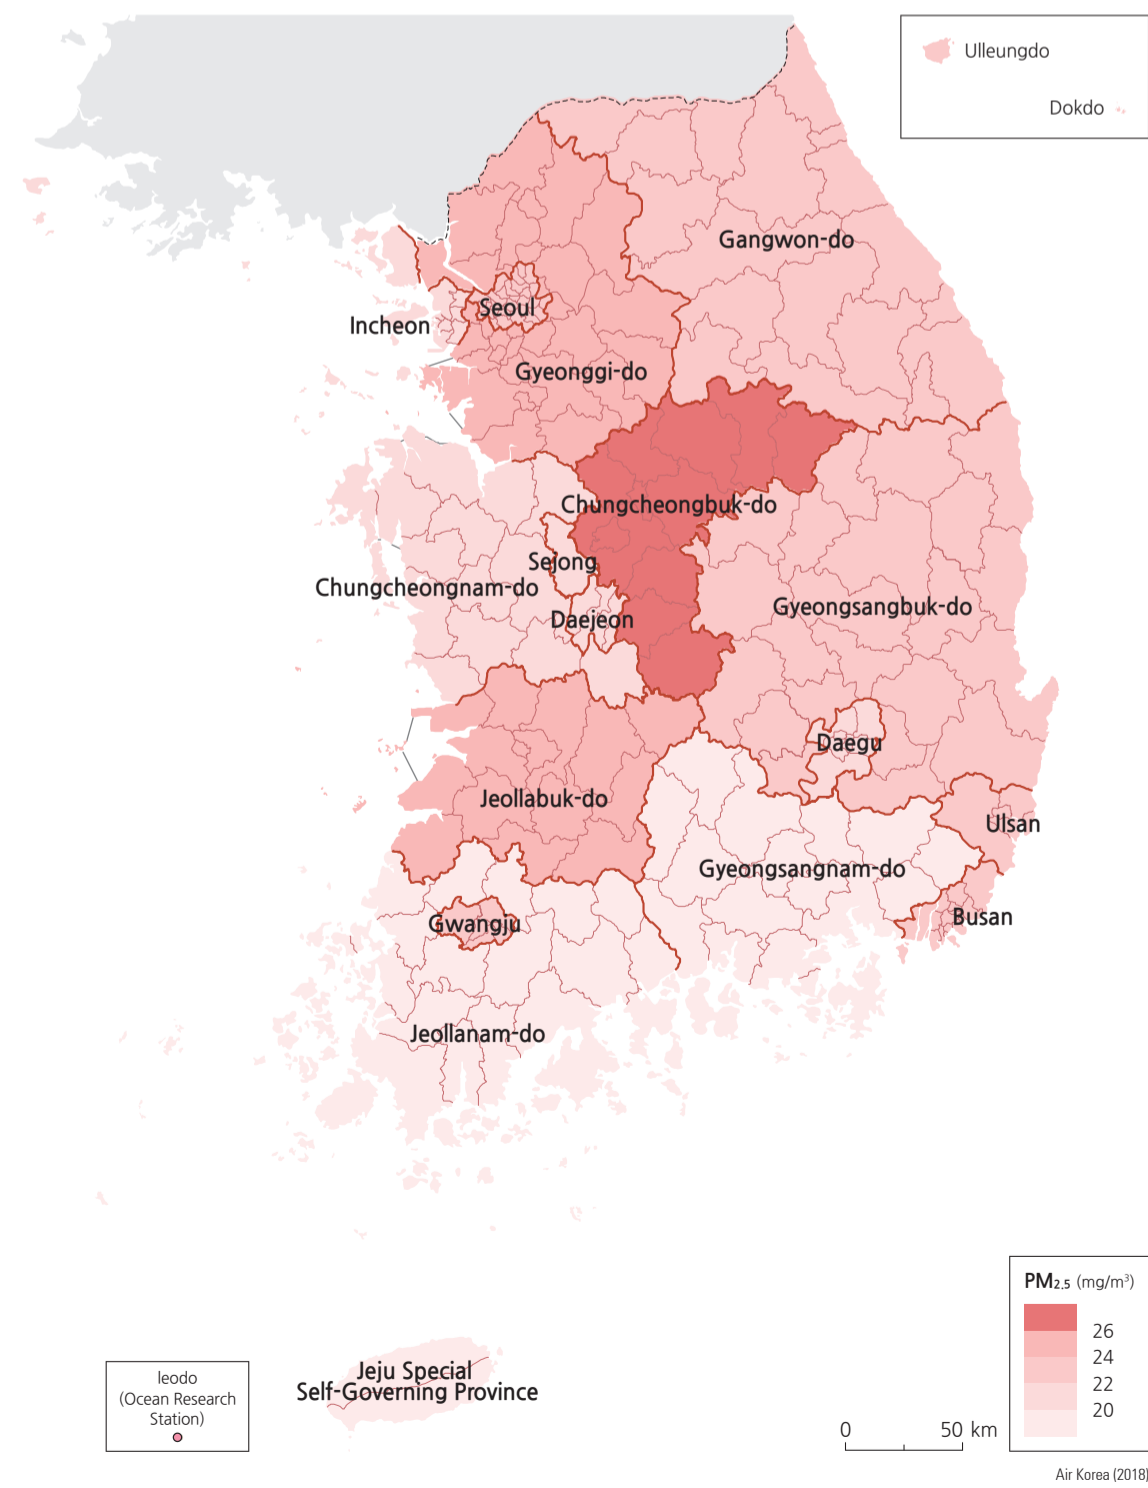 Ulleungdo
Dokdo
Gangwon-do
Seoul
Incheon
Gyeonggi-do
Chungcheongbuk-do
Sejong
Chungcheongnam-do
Gyeongsangbuk-do
Daejeon
Daegu
Jeollabuk-do
Ulsan
Gyeongsangnam-do
Busan
Gwangju
Jeollanam-do
PM2.5 (mg/m³)
26
24
22
20
Ieodo
(Ocean Research
Station)
Jeju Special
Self-Governing Province
0 50 km
Air Korea (2018)